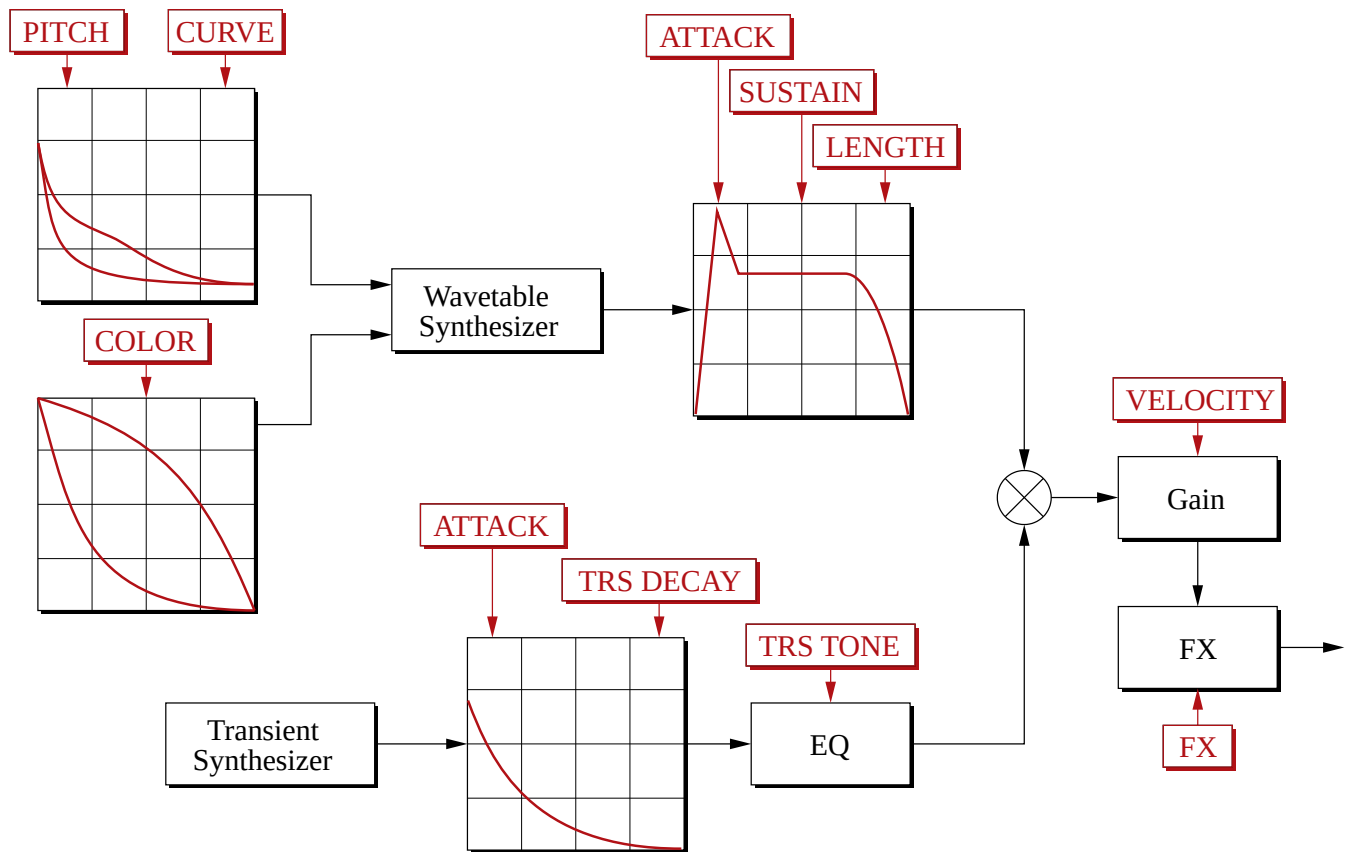 PITCH
CURVE
ATTACK
SUSTAIN
LENGTH
Wavetable
Synthesizer
COLOR
VELOCITY
Gain
ATTACK
TRS DECAY
TRS TONE
FX
Transient
Synthesizer
EQ
FX